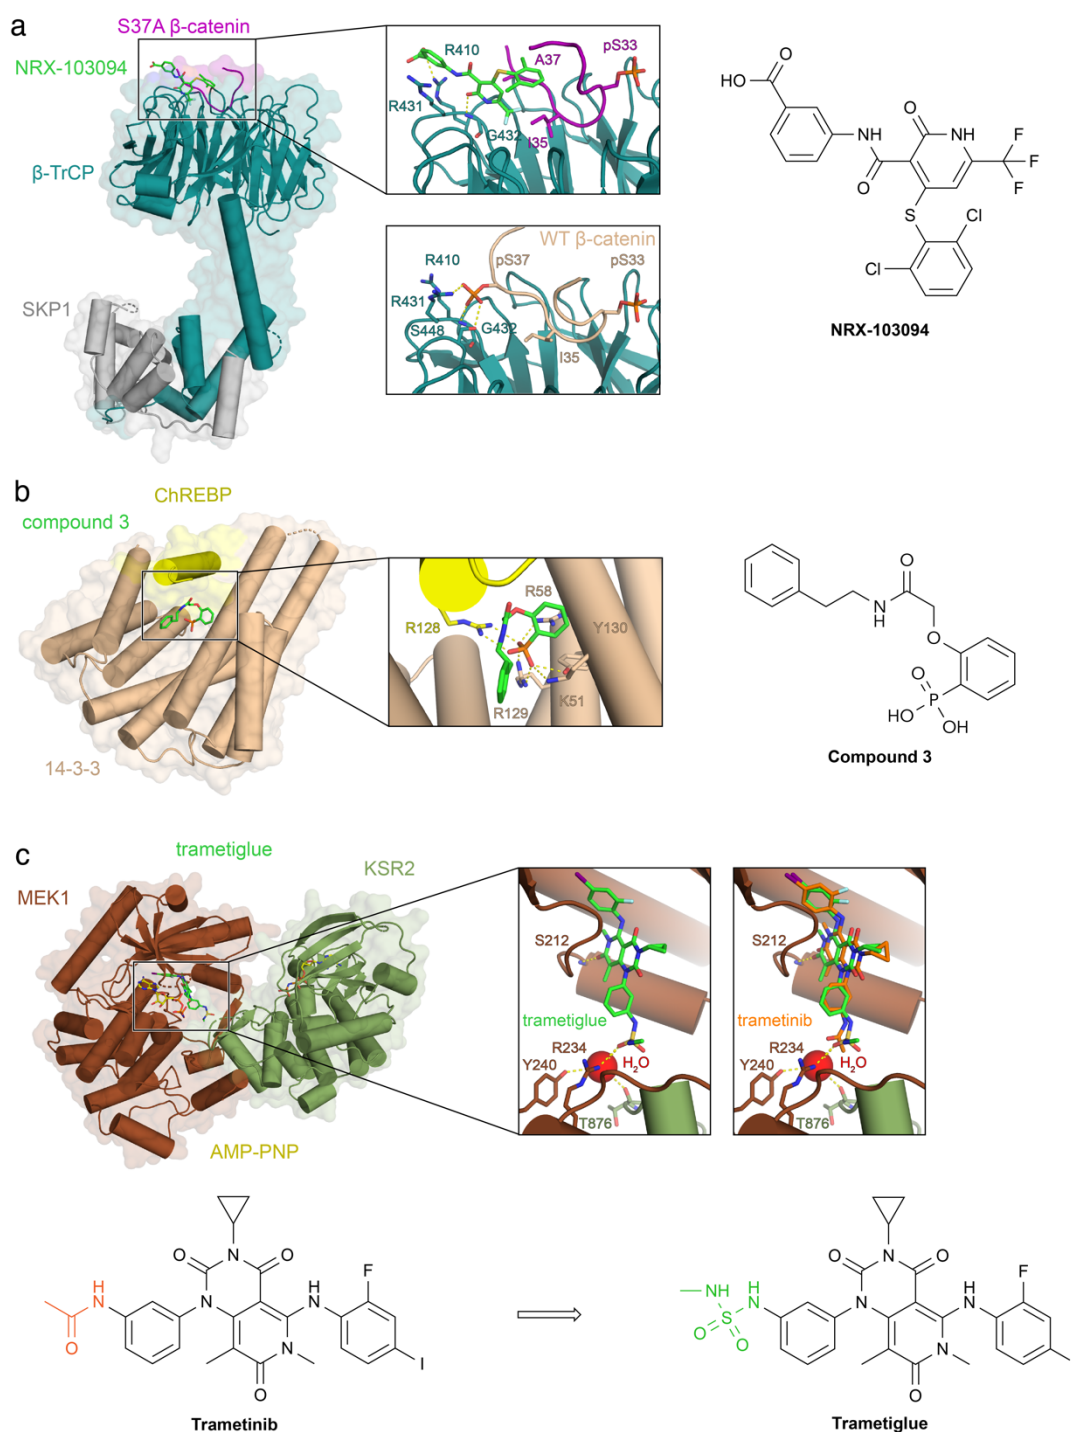 a
S37A β-catenin
NRX-103094
β-TrCP
SKP1
R410
A37
pS33
R431
G432
I35
WT β-catenin
R410
pS37
pS33
R431
S448
G432
I35
O
HO
NH
O
NH
O
F
F
F
S
Cl
Cl
NRX-103094
b
ChREBP
compound 3
14-3-3
R58
R128
Y130
K51
R129
O
N
H
O
O
P
HO
OH
Compound 3
c
trametiglue
MEK1
KSR2
AMP-PNP
S212
trametiglue
R234
H2O
Y240
T876
S212
trametinib
R234
H2O
Y240
T876
O
N
O
H
N
O
N
H
N
F
N
I
O
Trametinib
O
N
O
NH
H
N
S
O
O
N
H
N
F
N
I
O
Trametiglue